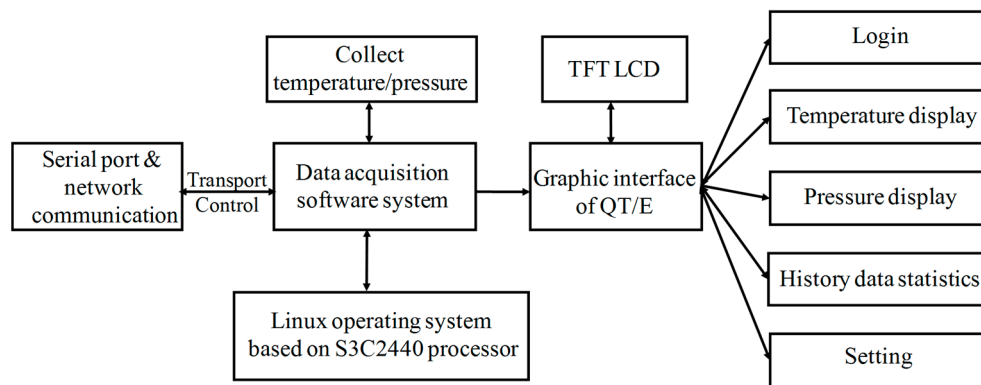 Collect
temperature/pressure
TFT LCD
Login
Temperature display
Serial port &
network
communication
Transport
Control
Data acquisition
software system
Graphic interface
of QT/E
Pressure display
History data statistics
Linux operating system
based on S3C2440 processor
Setting